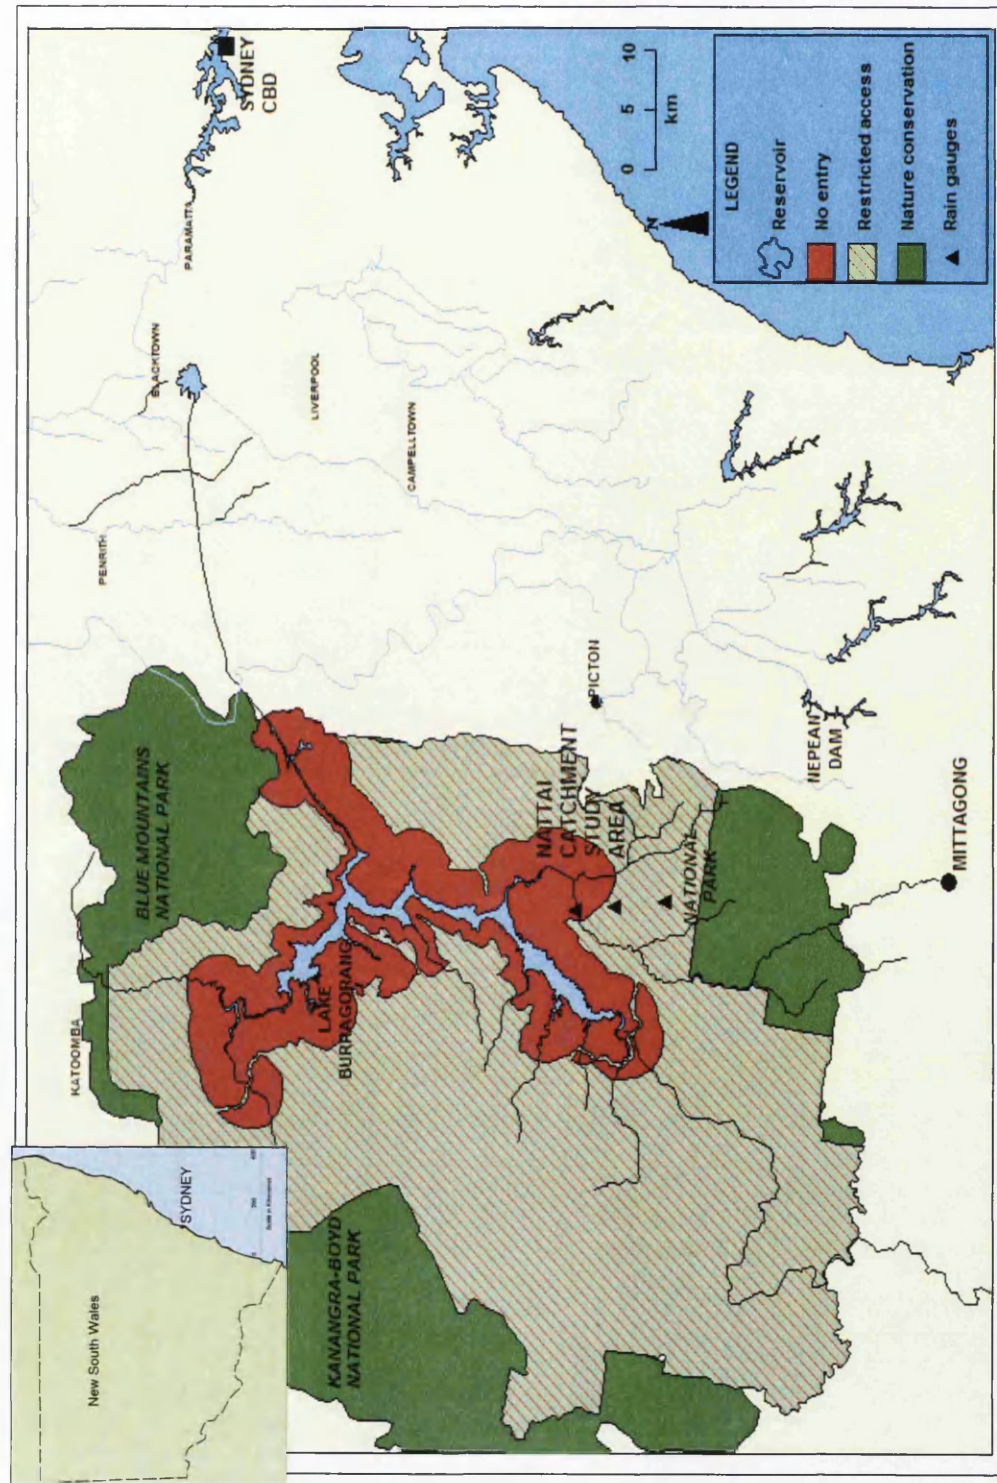 New South Wales
SYDNEY
KATOOMBA
BLUE MOUNTAINS
NATIONAL PARK
PENRITH
BLACKTOWN
PARAMATTA
SYDNEY
CBD
KANANGRA-BOYD
NATIONAL PARK
LAKE
BURRAGORANG
LIVERPOOL
CAMPELLTOWN
NATTAI
CATCHMENT
STUDY
AREA
PICTON
NATIONAL
PARK
NEPEAN
DAM
MITTAGONG
0 5 10
km
N
LEGEND
Reservoir
No entry
Restricted access
Nature conservation
Rain gauges